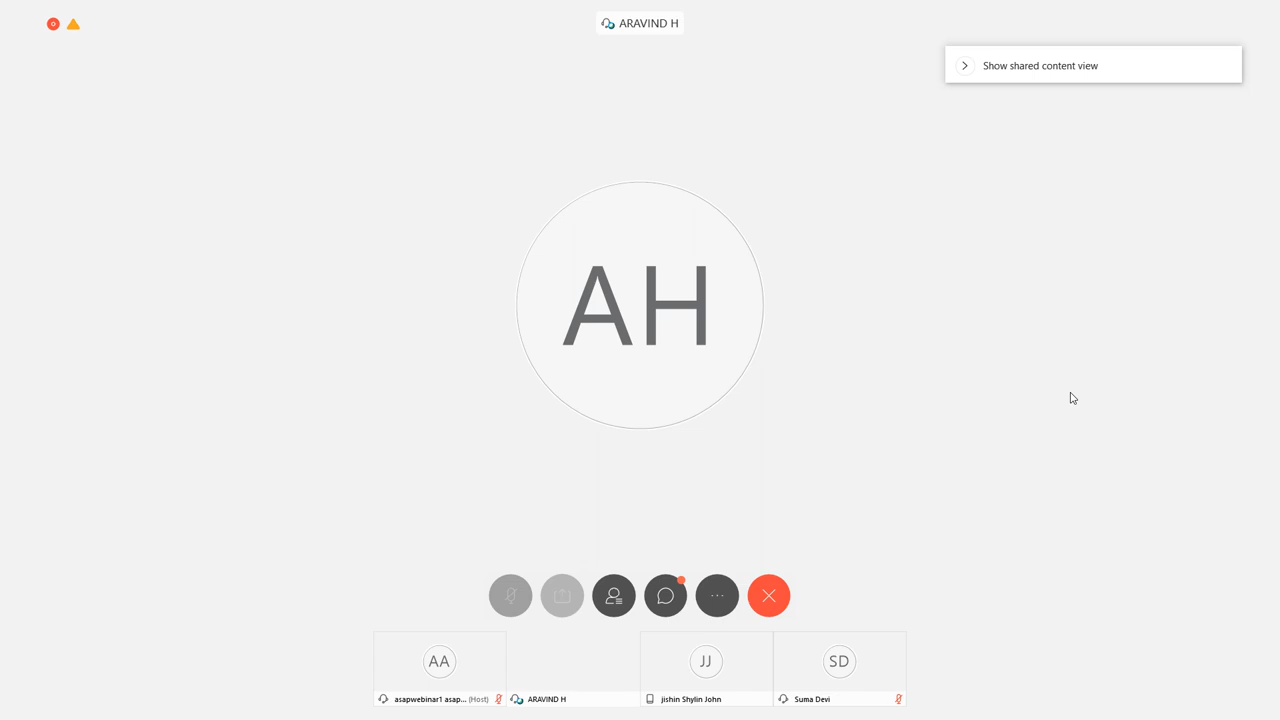 ARAVIND H
Show shared content view
AH
AA
JJ
SD
asapwebinar1 asap... (Host)
ARAVIND H
jishin Shylin John
Suma Devi